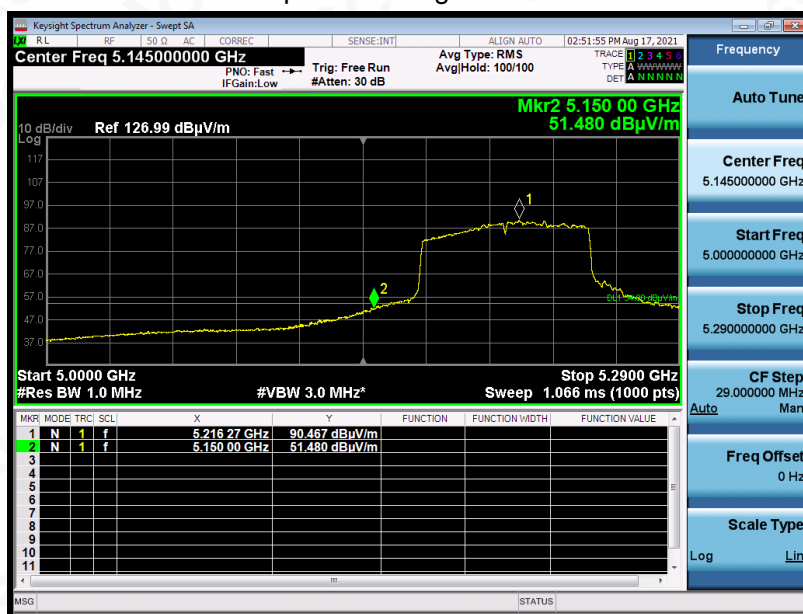 Keysight Spectrum Analyzer - Swept SA
LXI RL RF 50 Ω AC CORREC SENSE:INT ALIGN AUTO 02:51:55 PM Aug 17, 2021
Center Freq 5.145000000 GHz
PNO: Fast
IFGain:Low
Trig: Free Run
#Atten: 30 dB
Avg Type: RMS
Avg|Hold: 100/100
TRACE 1 2 3 4 5 6
TYPE A WWWWW
DET A NNNNN
Mkr2 5.150 00 GHz
51.480 dBµV/m
10 dB/div Ref 126.99 dBµV/m
Log
117
107
97.0
87.0
77.0
67.0
57.0
47.0
37.0
1
2
Start 5.0000 GHz Stop 5.2900 GHz
#Res BW 1.0 MHz #VBW 3.0 MHz* Sweep 1.066 ms (1000 pts)
MKR MODE TRC SCL X Y FUNCTION FUNCTION WIDTH FUNCTION VALUE
1 N 1 f 5.216 27 GHz 90.467 dBµV/m
2 N 1 f 5.150 00 GHz 51.480 dBµV/m
3
4
5
6
7
8
9
10
11
MSG STATUS
Frequency
Auto Tune
Center Freq
5.145000000 GHz
Start Freq
5.000000000 GHz
Stop Freq
5.290000000 GHz
CF Step
29.000000 MHz
Auto Man
Freq Offset
0 Hz
Scale Type
Log Lin